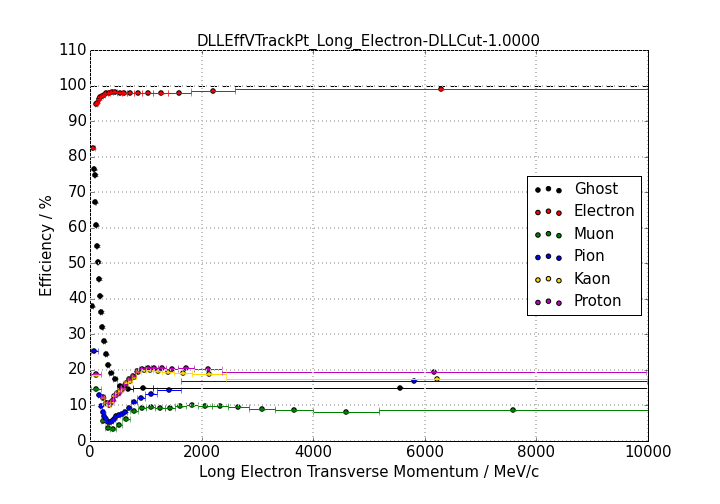 DLLEffVTrackPt_Long_Electron-DLLCut-1.0000
110
100
90
80
70
60
50
40
30
20
10
0
Efficiency / %
Ghost
Electron
Muon
Pion
Kaon
Proton
0
2000
4000
6000
8000
10000
Long Electron Transverse Momentum / MeV/c